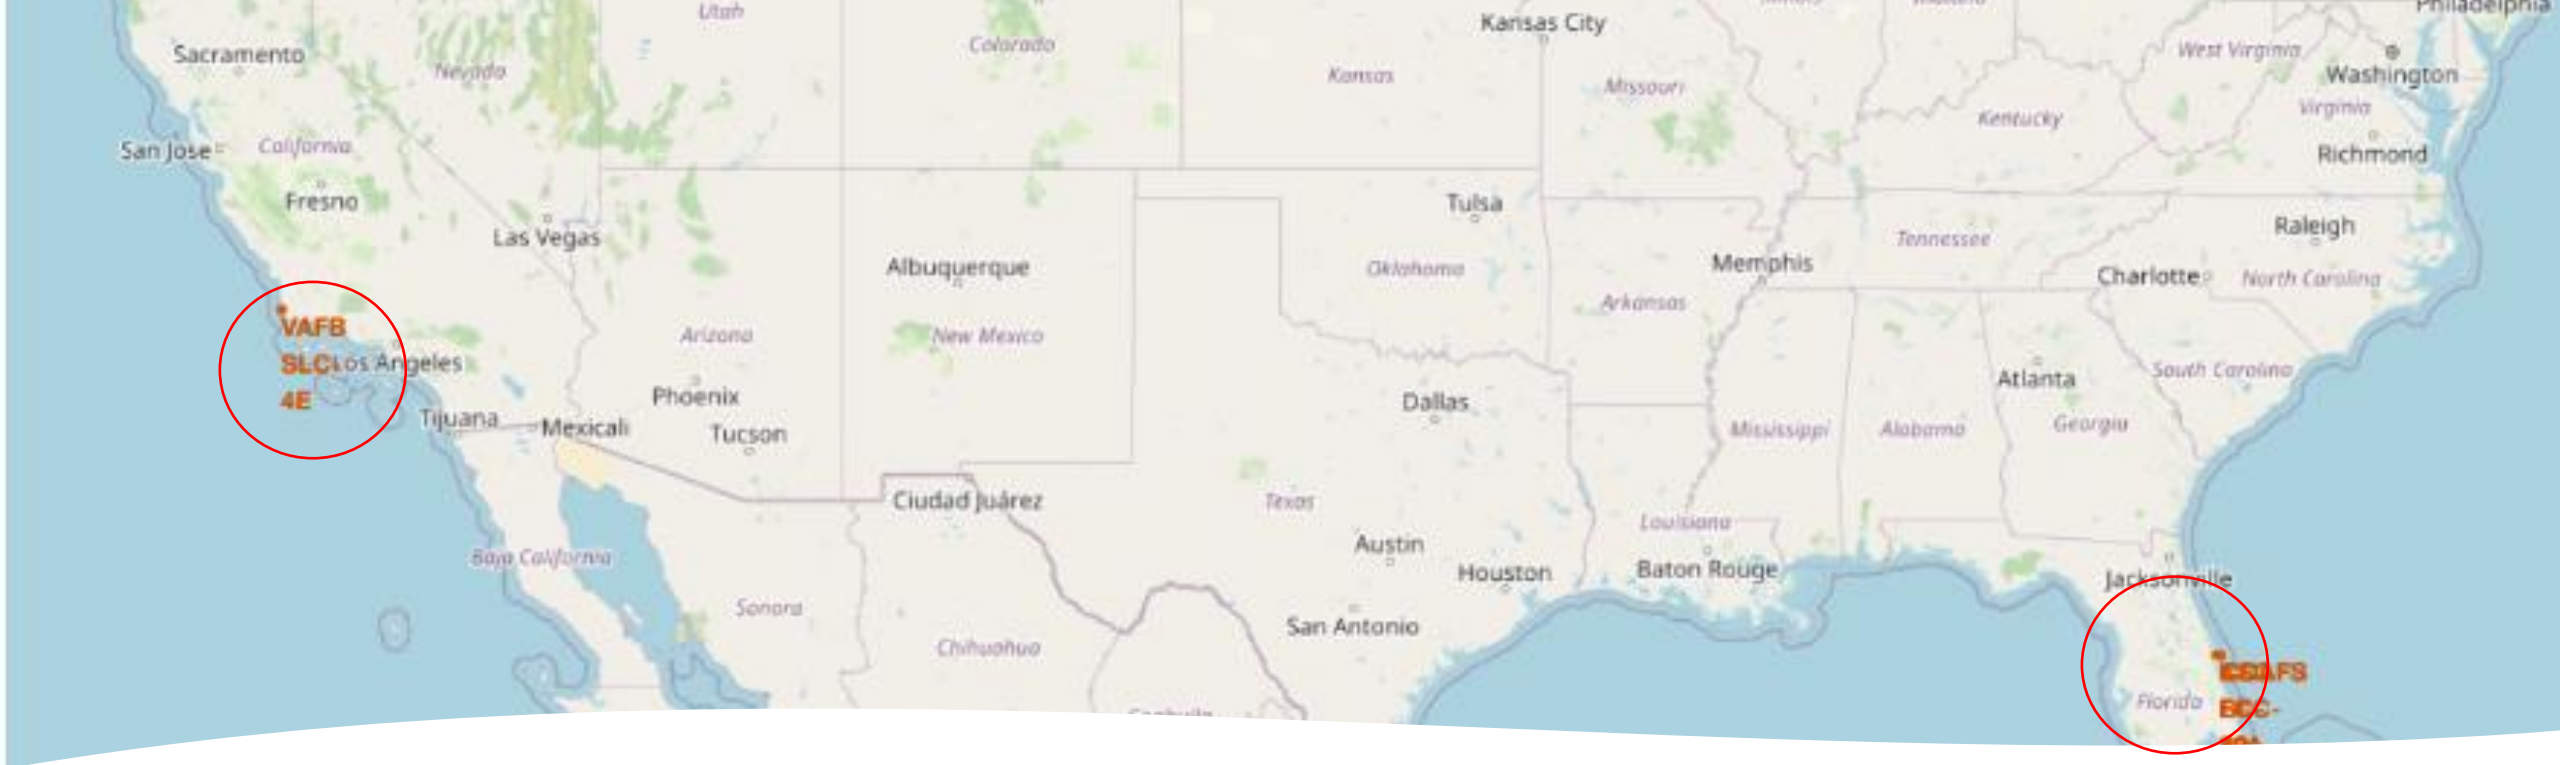 Utah
Kansas City
Philadelphia
Colorado
West Virginia
Sacramento
Nevada
Kansas
Washington
Missouri
Virginia
Kentucky
San Jose
California
Richmond
Fresno
Tulsa
Raleigh
Las Vegas
Tennessee
Albuquerque
Oklahoma
Memphis
Charlotte
North Carolina
Arkansas
VAFB
Arizona
New Mexico
SLC
Los Angeles
South Carolina
Atlanta
4E
Phoenix
Dallas
Tijuana
Mexicali
Tucson
Mississippi
Alabama
Georgia
Ciudad Juárez
Texas
Louisiana
Austin
Baja California
Houston
Baton Rouge
Jacksonville
Sonora
San Antonio
Chihuahua
Florida